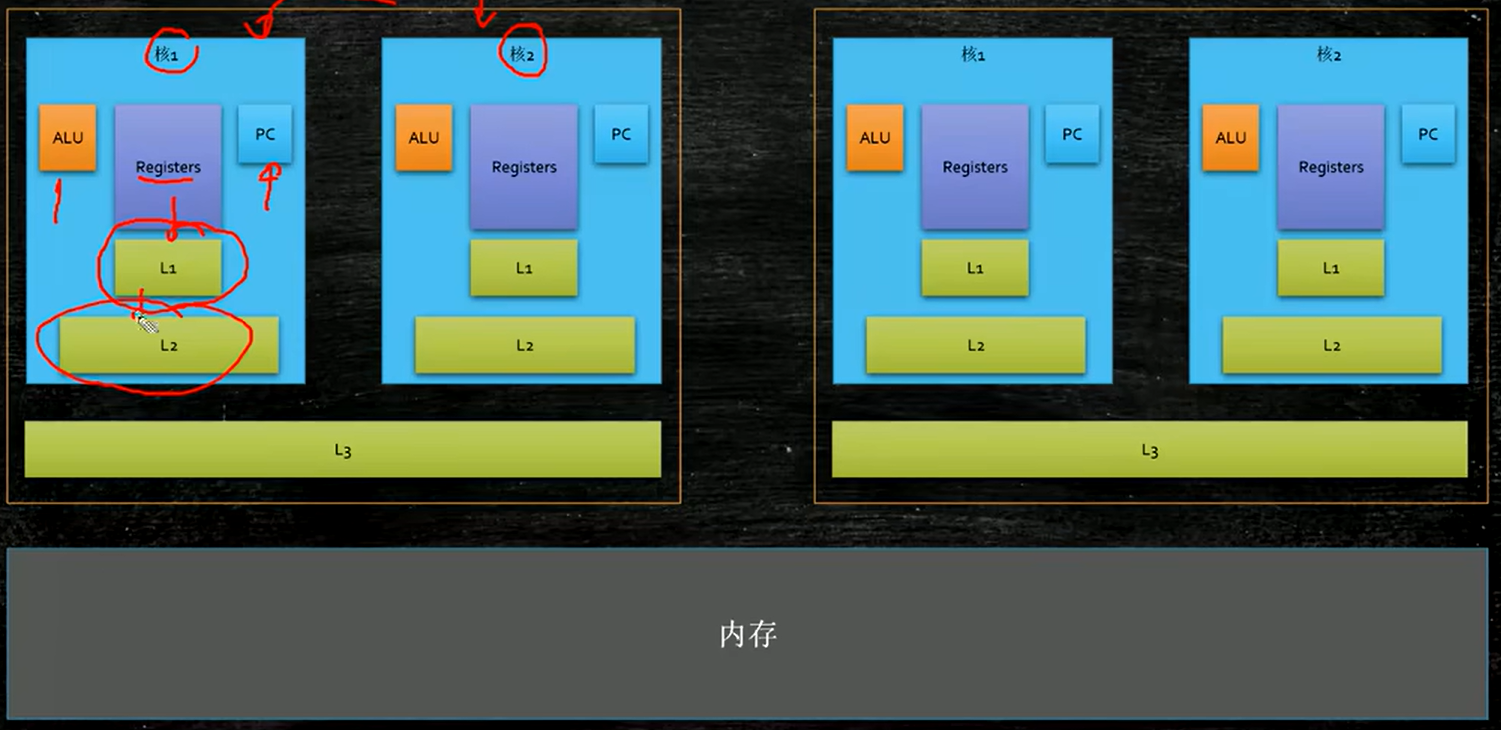 核1 核2 核1 核2
ALU Registers PC ALU Registers PC ALU Registers PC ALU Registers PC
L1 L1 L1 L1
L2 L2 L2 L2
L3 L3
内存